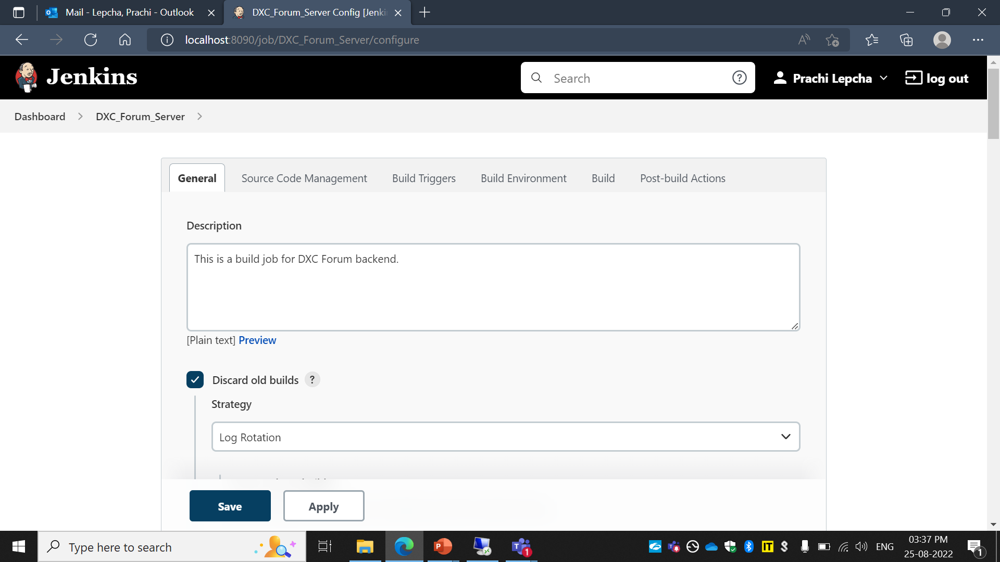 Mail - Lepcha, Prachi - Outlook
DXC_Forum_Server Config [Jenki
localhost:8090/job/DXC_Forum_Server/configure
Jenkins
Search
Prachi Lepcha
log out
Dashboard
DXC_Forum_Server
General
Source Code Management
Build Triggers
Build Environment
Build
Post-build Actions
Description
This is a build job for DXC Forum backend.
[Plain text] Preview
Discard old builds ?
Strategy
Log Rotation
Save
Apply
Type here to search
1
IT
ENG
03:37 PM
25-08-2022
1